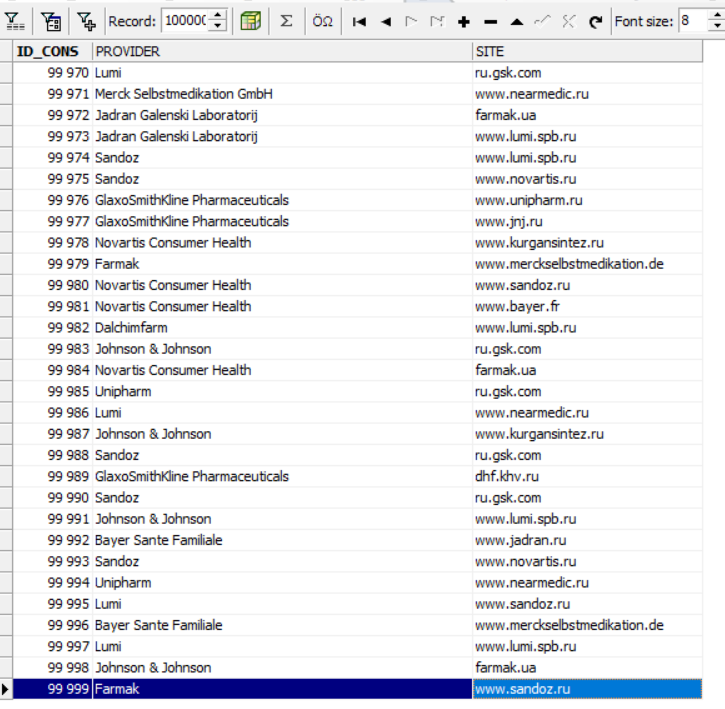 Record: 100000 Σ ÖΩ Font size: 8
ID_CONS PROVIDER SITE
99 970 Lumi ru.gsk.com
99 971 Merck Selbstmedikation GmbH www.nearmedic.ru
99 972 Jadran Galenski Laboratorij farmak.ua
99 973 Jadran Galenski Laboratorij www.lumi.spb.ru
99 974 Sandoz www.lumi.spb.ru
99 975 Sandoz www.novartis.ru
99 976 GlaxoSmithKline Pharmaceuticals www.unipharm.ru
99 977 GlaxoSmithKline Pharmaceuticals www.jnj.ru
99 978 Novartis Consumer Health www.kurgansintez.ru
99 979 Farmak www.merckselbstmedikation.de
99 980 Novartis Consumer Health www.sandoz.ru
99 981 Novartis Consumer Health www.bayer.fr
99 982 Dalchimfarm www.lumi.spb.ru
99 983 Johnson & Johnson ru.gsk.com
99 984 Novartis Consumer Health farmak.ua
99 985 Unipharm ru.gsk.com
99 986 Lumi www.nearmedic.ru
99 987 Johnson & Johnson www.kurgansintez.ru
99 988 Sandoz ru.gsk.com
99 989 GlaxoSmithKline Pharmaceuticals dhf.khv.ru
99 990 Sandoz ru.gsk.com
99 991 Johnson & Johnson www.lumi.spb.ru
99 992 Bayer Sante Familiale www.jadran.ru
99 993 Sandoz www.novartis.ru
99 994 Unipharm www.nearmedic.ru
99 995 Lumi www.sandoz.ru
99 996 Bayer Sante Familiale www.merckselbstmedikation.de
99 997 Lumi www.lumi.spb.ru
99 998 Johnson & Johnson farmak.ua
99 999 Farmak www.sandoz.ru